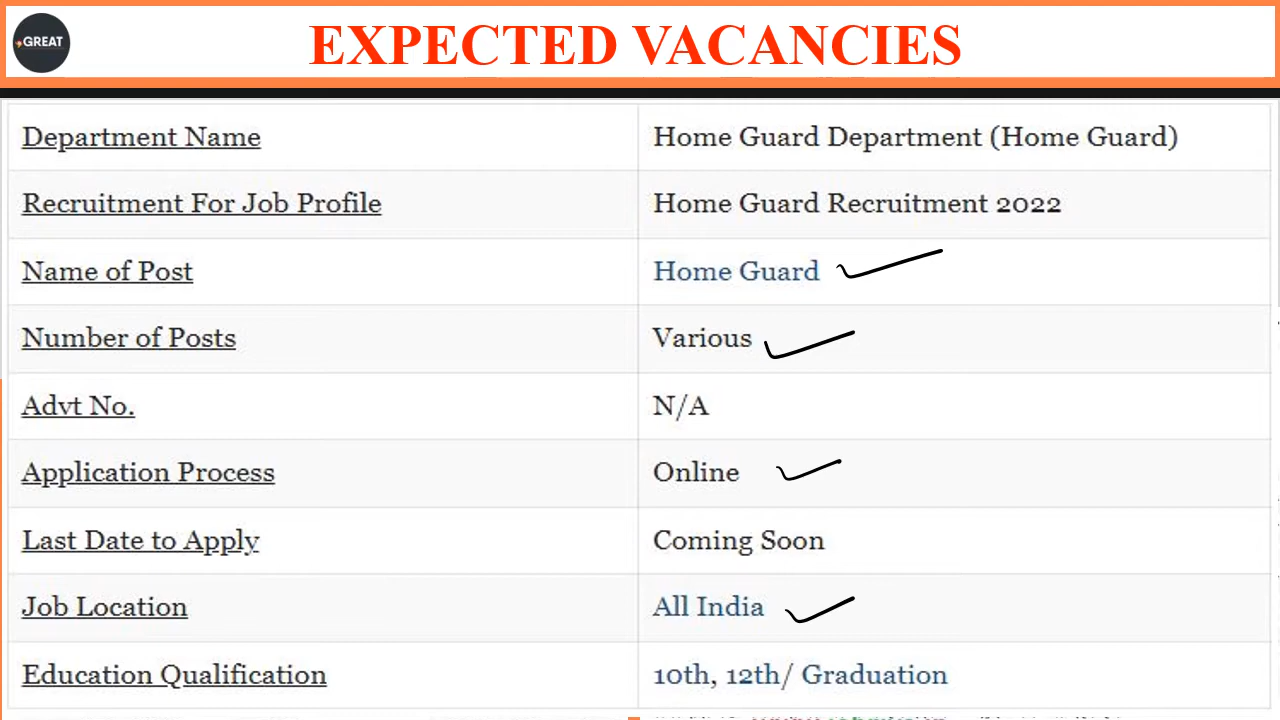 GREAT
EXPECTED VACANCIES
Department Name Home Guard Department (Home Guard)
Recruitment For Job Profile Home Guard Recruitment 2022
Name of Post Home Guard
Number of Posts Various
Advt No. N/A
Application Process Online
Last Date to Apply Coming Soon
Job Location All India
Education Qualification 10th, 12th/ Graduation